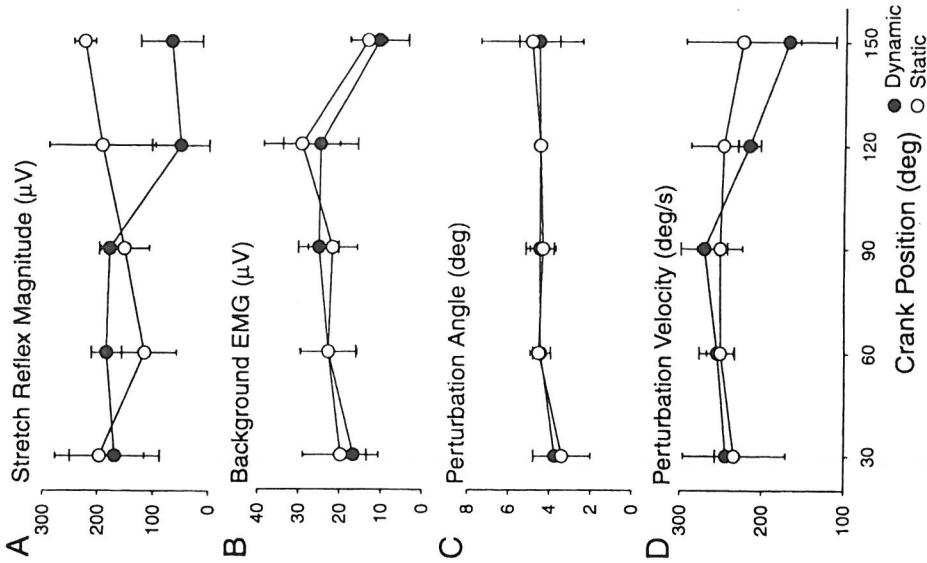 A
Stretch Reflex Magnitude (μV)
300
200
100
0
B
Background EMG (μV)
40
30
20
10
0
C
Perturbation Angle (deg)
8
6
4
2
0
D
Perturbation Velocity (deg/s)
300
200
100
30
60
90
120
150
Crank Position (deg)
Dynamic
Static